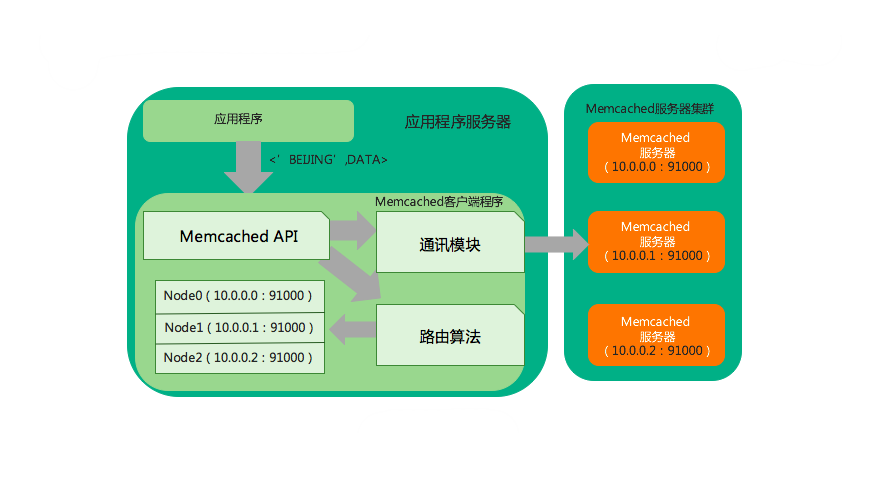 应用程序
应用程序服务器
<’BEIJING’,DATA>
Memcached客户端程序
Memcached API
通讯模块
Node0（10.0.0.0：91000）
Node1（10.0.0.1：91000）
Node2（10.0.0.2：91000）
路由算法
Memcached服务器集群
Memcached
服务器
（10.0.0.0：91000）
Memcached
服务器
（10.0.0.1：91000）
Memcached
服务器
（10.0.0.2：91000）